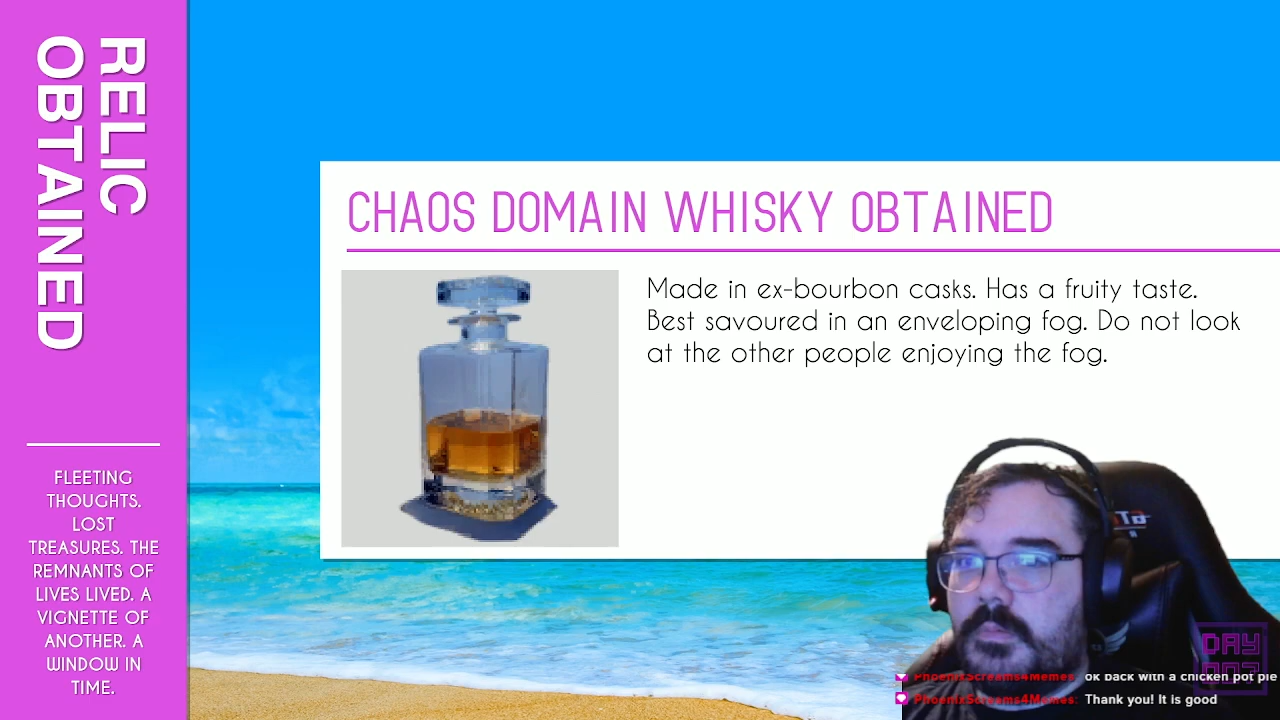 RELIC
OBTAINED
FLEETING
THOUGHTS.
LOST
TREASURES. THE
REMNANTS OF
LIVES LIVED. A
VIGNETTE OF
ANOTHER. A
WINDOW IN
TIME.
CHAOS DOMAIN WHISKY OBTAINED
Made in ex-bourbon casks. Has a fruity taste.
Best savoured in an enveloping fog. Do not look
at the other people enjoying the fog.
DAY
007
PhoenixScreams4Memes: ok back with a chicken pot pie
PhoenixScreams4Memes: Thank you! It is good